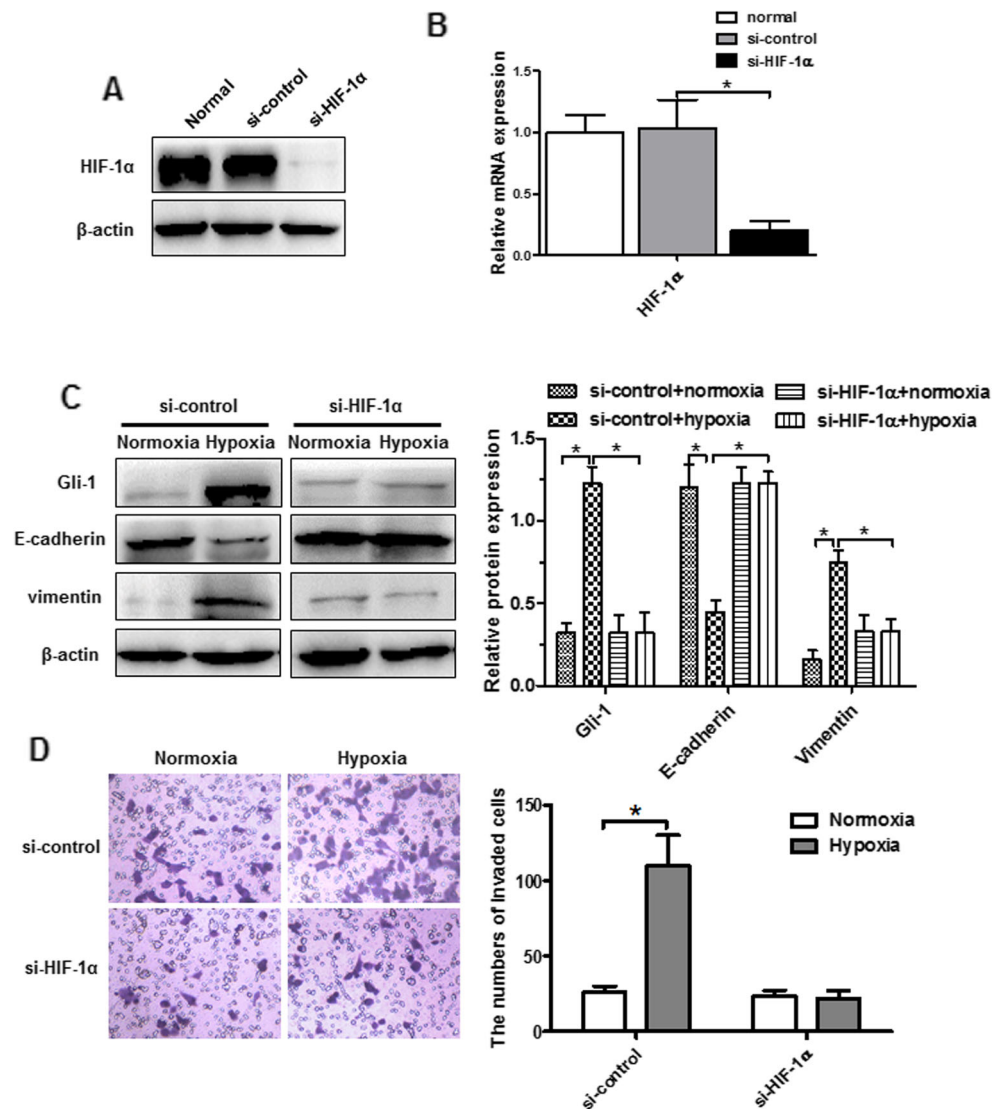 A
Normal si-control si-HIF-1α
HIF-1α
β-actin
B
normal
si-control
si-HIF-1α
Relative mRNA expression
1.5
1.0
0.5
0.0
*
HIF-1α
C
si-control si-HIF-1α
Normoxia Hypoxia Normoxia Hypoxia
Gli-1
E-cadherin
vimentin
β-actin
si-control+normoxia si-HIF-1α+normoxia
si-control+hypoxia si-HIF-1α+hypoxia
Relative protein expression
1.5
1.0
0.5
0.0
* * * * * *
Gli-1 E-cadherin Vimentin
D
Normoxia Hypoxia
si-control
si-HIF-1α
Normoxia
Hypoxia
The numbers of Invaded cells
150
100
50
0
*
si-control si-HIF-1α